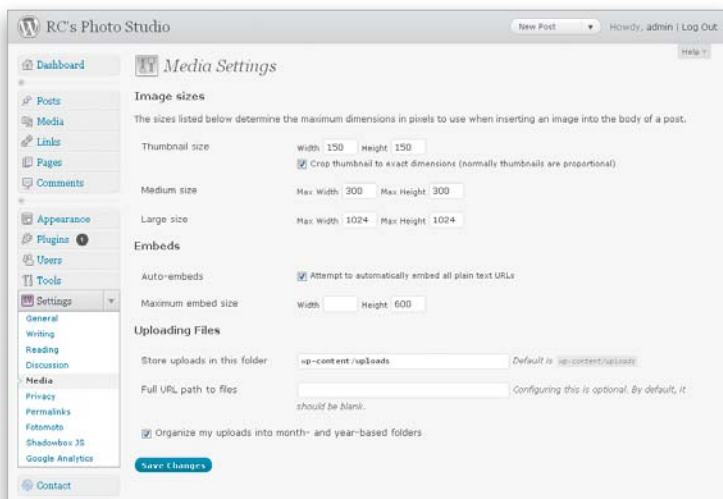 RC's Photo Studio
New Post
Howdy, admin | Log Out
Help
Dashboard
Posts
Media
Links
Pages
Comments
Appearance
Plugins 1
Users
Tools
Settings
General
Writing
Reading
Discussion
Media
Privacy
Permalinks
Fotomoto
Shadowbox JS
Google Analytics
Contact
Media Settings
Image sizes
The sizes listed below determine the maximum dimensions in pixels to use when inserting an image into the body of a post.
Thumbnail size Width 150 Height 150
Crop thumbnail to exact dimensions (normally thumbnails are proportional)
Medium size Max Width 300 Max Height 300
Large size Max Width 1024 Max Height 1024
Embeds
Auto-embeds Attempt to automatically embed all plain text URLs
Maximum embed size Width Height 600
Uploading Files
Store uploads in this folder wp-content/uploads Default is wp-content/uploads
Full URL path to files Configuring this is optional. By default, it
should be blank.
Organize my uploads into month- and year-based folders
Save Changes